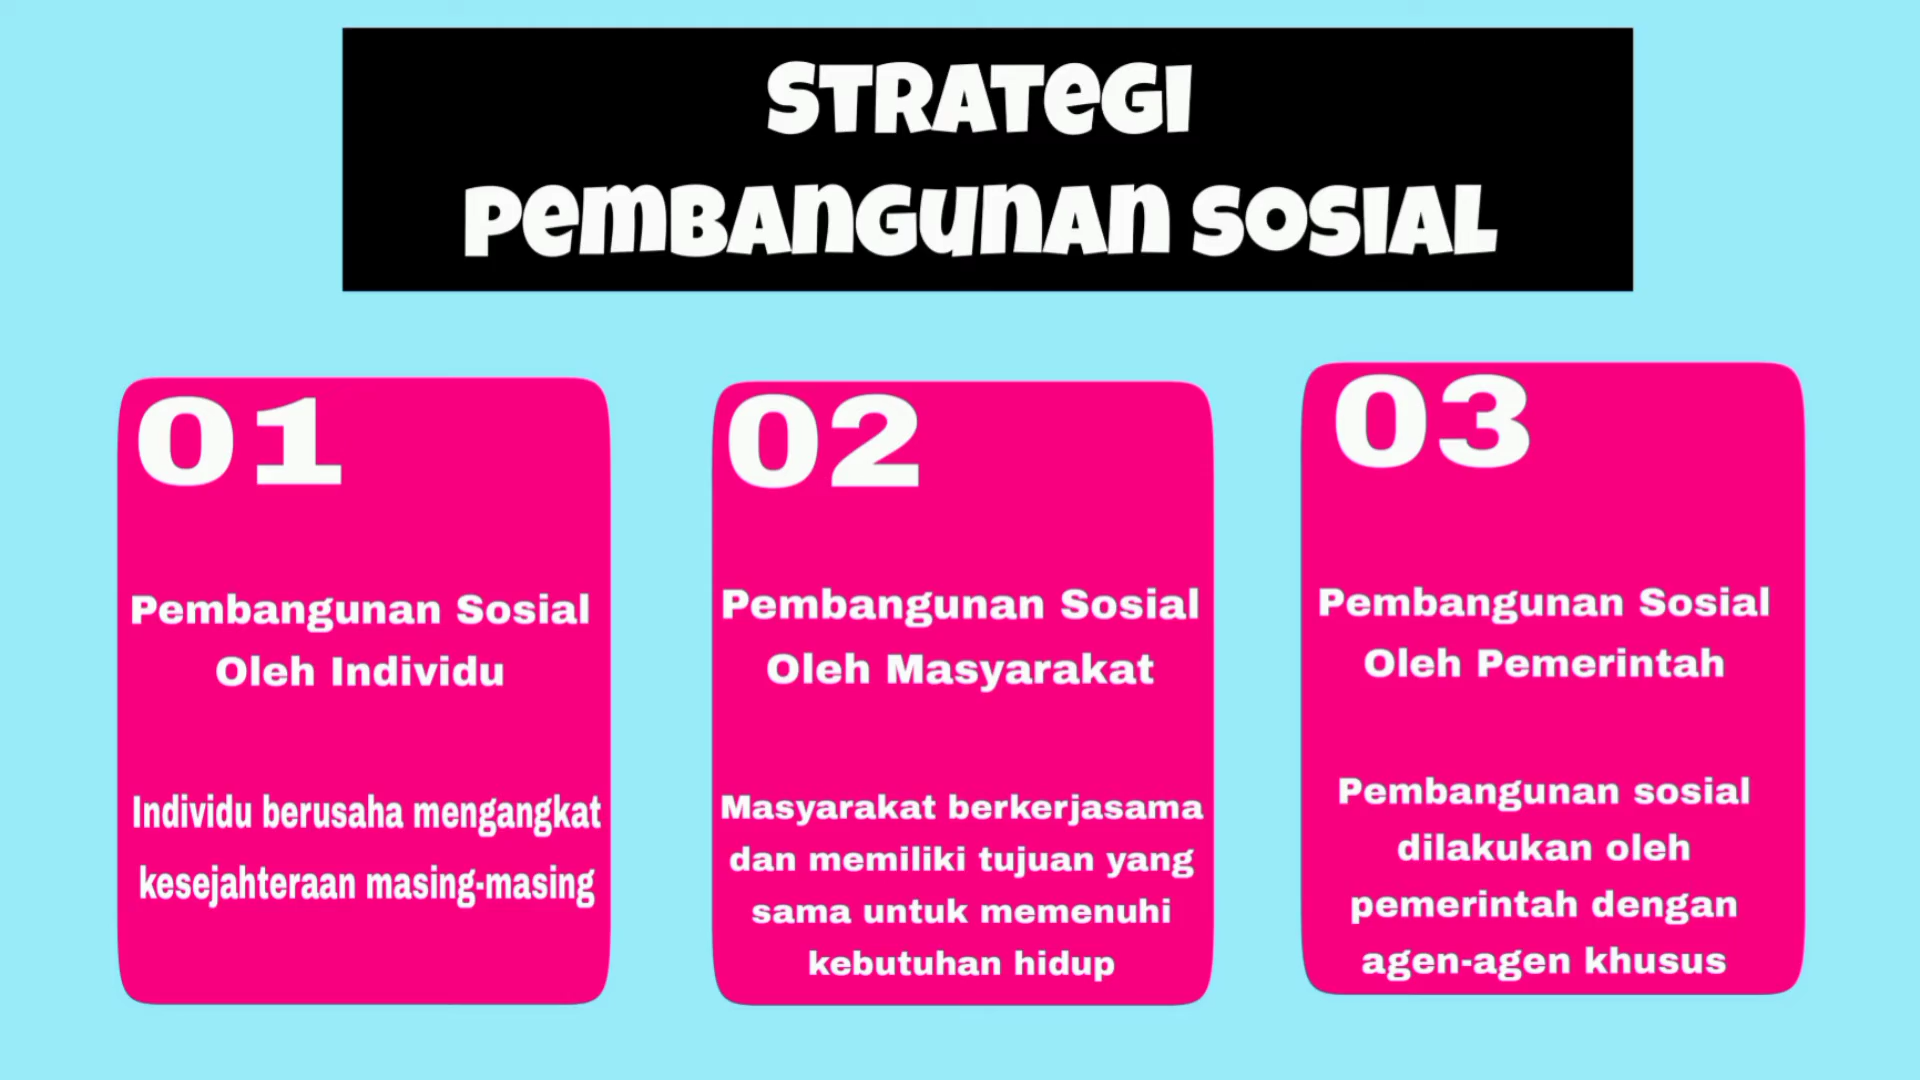 STRATEGI
PEMBANGUNAN SOSIAL
01
Pembangunan Sosial
Oleh Individu
Individu berusaha mengangkat
kesejahteraan masing-masing
02
Pembangunan Sosial
Oleh Masyarakat
Masyarakat berkerjasama
dan memiliki tujuan yang
sama untuk memenuhi
kebutuhan hidup
03
Pembangunan Sosial
Oleh Pemerintah
Pembangunan sosial
dilakukan oleh
pemerintah dengan
agen-agen khusus